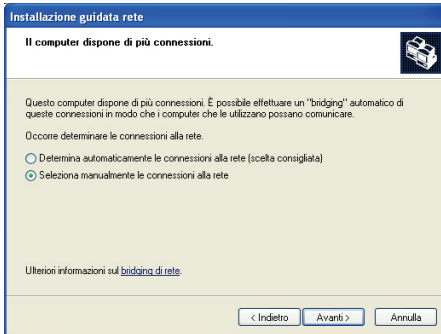 Installazione guidata rete
Il computer dispone di più connessioni.
Questo computer dispone di più connessioni. È possibile effettuare un "bridging" automatico di
queste connessioni in modo che i computer che le utilizzano possano comunicare.
Occorre determinare le connessioni alla rete.
Determina automaticamente le connessioni alla rete (scelta consigliata)
Seleziona manualmente le connessioni alla rete
Ulteriori informazioni sul bridging di rete.
< Indietro Avanti > Annulla